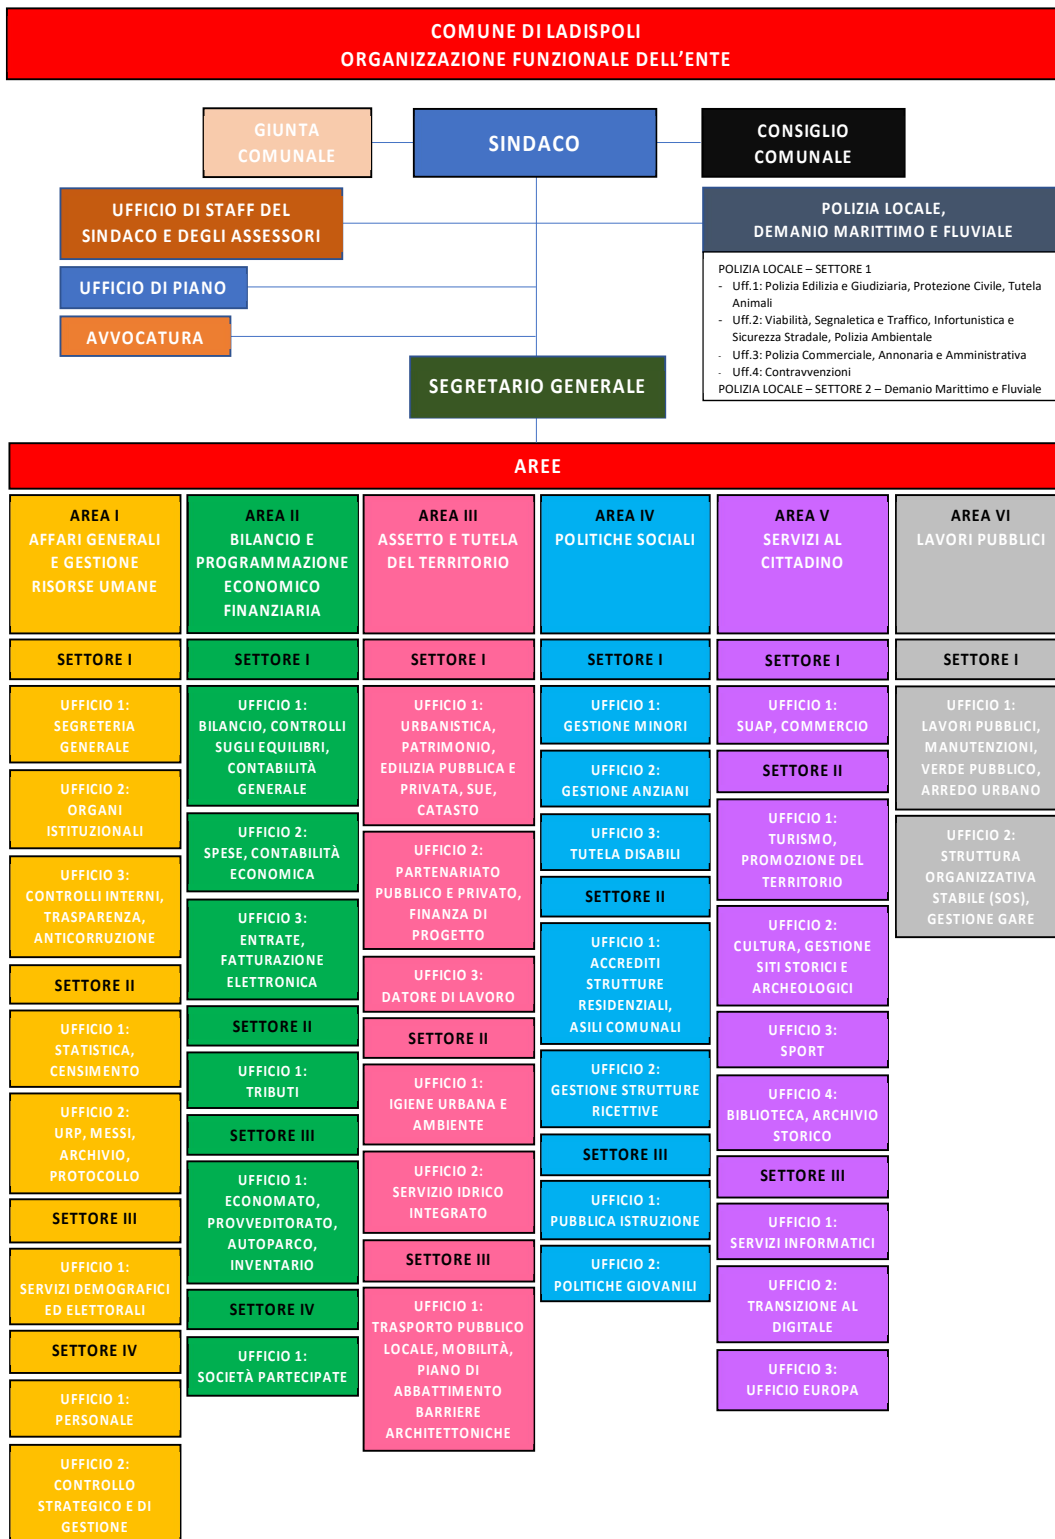 COMUNE DI LADISPOLI
ORGANIZZAZIONE FUNZIONALE DELL'ENTE
GIUNTA
COMUNALE
SINDACO
CONSIGLIO
COMUNALE
UFFICIO DI STAFF DEL
SINDACO E DEGLI ASSESSORI
POLIZIA LOCALE,
DEMANIO MARITTIMO E FLUVIALE
UFFICIO DI PIANO
AVVOCATURA
POLIZIA LOCALE – SETTORE 1
- Uff.1: Polizia Edilizia e Giudiziaria, Protezione Civile, Tutela
Animali
- Uff.2: Viabilità, Segnaletica e Traffico, Infortunistica e
Sicurezza Stradale, Polizia Ambientale
- Uff.3: Polizia Commerciale, Annonaria e Amministrativa
- Uff.4: Contravvenzioni
POLIZIA LOCALE – SETTORE 2 – Demanio Marittimo e Fluviale
SEGRETARIO GENERALE
AREE
AREA I
AFFARI GENERALI
E GESTIONE
RISORSE UMANE
SETTORE I
UFFICIO 1:
SEGRETERIA
GENERALE
UFFICIO 2:
ORGANI
ISTITUZIONALI
UFFICIO 3:
CONTROLLI INTERNI,
TRASPARENZA,
ANTICORRUZIONE
SETTORE II
UFFICIO 1:
STATISTICA,
CENSIMENTO
UFFICIO 2:
URP, MESSI,
ARCHIVIO,
PROTOCOLLO
SETTORE III
UFFICIO 1:
SERVIZI DEMOGRAFICI
ED ELETTORALI
SETTORE IV
UFFICIO 1:
PERSONALE
UFFICIO 2:
CONTROLLO
STRATEGICO E DI
GESTIONE
AREA II
BILANCIO E
PROGRAMMAZIONE
ECONOMICO
FINANZIARIA
SETTORE I
UFFICIO 1:
BILANCIO, CONTROLLI
SUGLI EQUILIBRI,
CONTABILITÀ
GENERALE
UFFICIO 2:
SPESE, CONTABILITÀ
ECONOMICA
UFFICIO 3:
ENTRATE,
FATTURAZIONE
ELETTRONICA
SETTORE II
UFFICIO 1:
TRIBUTI
SETTORE III
UFFICIO 1:
ECONOMATO,
PROVVEDITORATO,
AUTOPARCO,
INVENTARIO
SETTORE IV
UFFICIO 1:
SOCIETÀ PARTECIPATE
AREA III
ASSETTO E TUTELA
DEL TERRITORIO
SETTORE I
UFFICIO 1:
URBANISTICA,
PATRIMONIO,
EDILIZIA PUBBLICA E
PRIVATA, SUE,
CATASTO
UFFICIO 2:
PARTENARIATO
PUBBLICO E PRIVATO,
FINANZA DI
PROGETTO
UFFICIO 3:
DATORE DI LAVORO
SETTORE II
UFFICIO 1:
IGIENE URBANA E
AMBIENTE
UFFICIO 2:
SERVIZIO IDRICO
INTEGRATO
SETTORE III
UFFICIO 1:
TRASPORTO PUBBLICO
LOCALE, MOBILITÀ,
PIANO DI
ABBATTIMENTO
BARRIERE
ARCHITETTONICHE
AREA IV
POLITICHE SOCIALI
SETTORE I
UFFICIO 1:
GESTIONE MINORI
UFFICIO 2:
GESTIONE ANZIANI
UFFICIO 3:
TUTELA DISABILI
SETTORE II
UFFICIO 1:
ACCREDITI
STRUTTURE
RESIDENZIALI,
ASILI COMUNALI
UFFICIO 2:
GESTIONE STRUTTURE
RICETTIVE
SETTORE III
UFFICIO 1:
PUBBLICA ISTRUZIONE
UFFICIO 2:
POLITICHE GIOVANILI
AREA V
SERVIZI AL
CITTADINO
SETTORE I
UFFICIO 1:
SUAP, COMMERCIO
SETTORE II
UFFICIO 1:
TURISMO,
PROMOZIONE DEL
TERRITORIO
UFFICIO 2:
CULTURA, GESTIONE
SITI STORICI E
ARCHEOLOGICI
UFFICIO 3:
SPORT
UFFICIO 4:
BIBLIOTECA, ARCHIVIO
STORICO
SETTORE III
UFFICIO 1:
SERVIZI INFORMATICI
UFFICIO 2:
TRANSIZIONE AL
DIGITALE
UFFICIO 3:
UFFICIO EUROPA
AREA VI
LAVORI PUBBLICI
SETTORE I
UFFICIO 1:
LAVORI PUBBLICI,
MANUTENZIONI,
VERDE PUBBLICO,
ARREDO URBANO
UFFICIO 2:
STRUTTURA
ORGANIZZATIVA
STABILE (SOS),
GESTIONE GARE